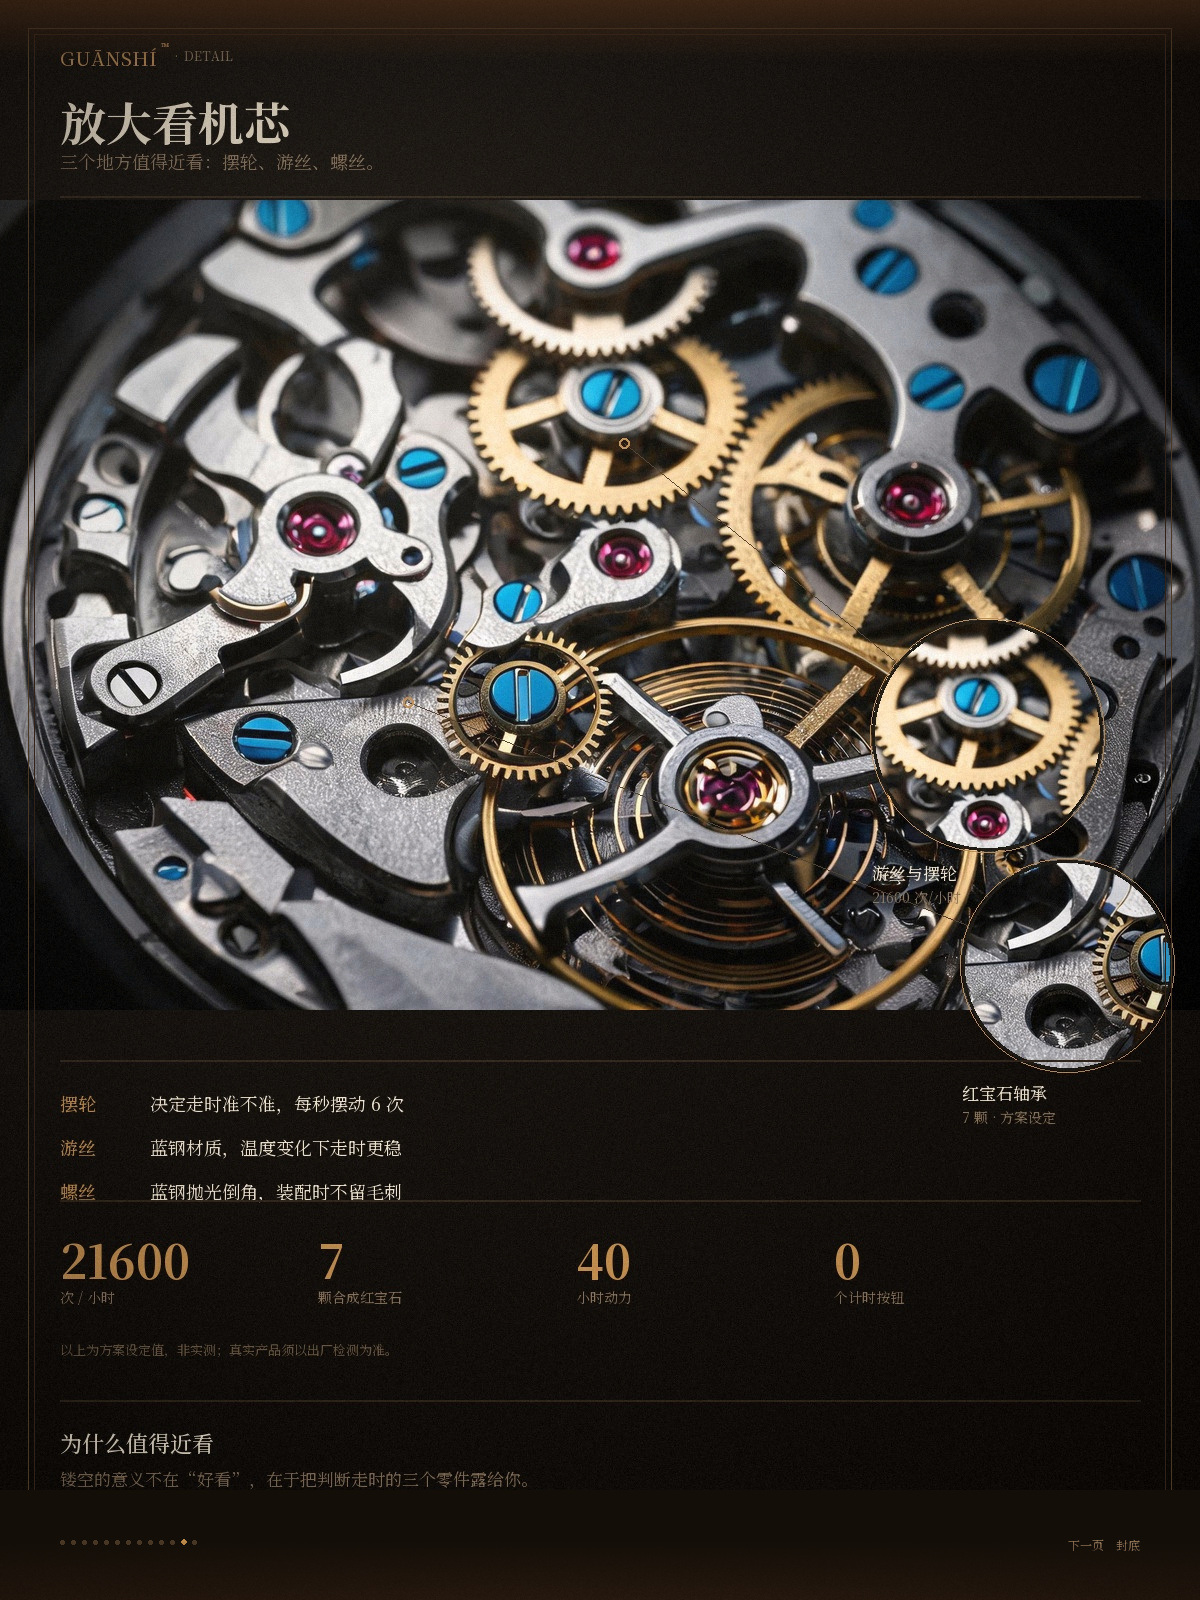 GUĀNSHÍ™ · DETAIL
放大看机芯
三个地方值得近看：摆轮、游丝、螺丝。
游丝与摆轮
21600 次/小时
红宝石轴承
7 颗 · 方案设定
摆轮 决定走时准不准，每秒摆动 6 次
游丝 蓝钢材质，温度变化下走时更稳
螺丝 蓝钢抛光倒角，装配时不留毛刺
21600 7 40 0
次 / 小时 颗合成红宝石 小时动力 个计时按钮
以上为方案设定值，非实测；真实产品须以出厂检测为准。
为什么值得近看
镂空的意义不在“好看”，在于把判断走时的三个零件露给你。
下一页 封底